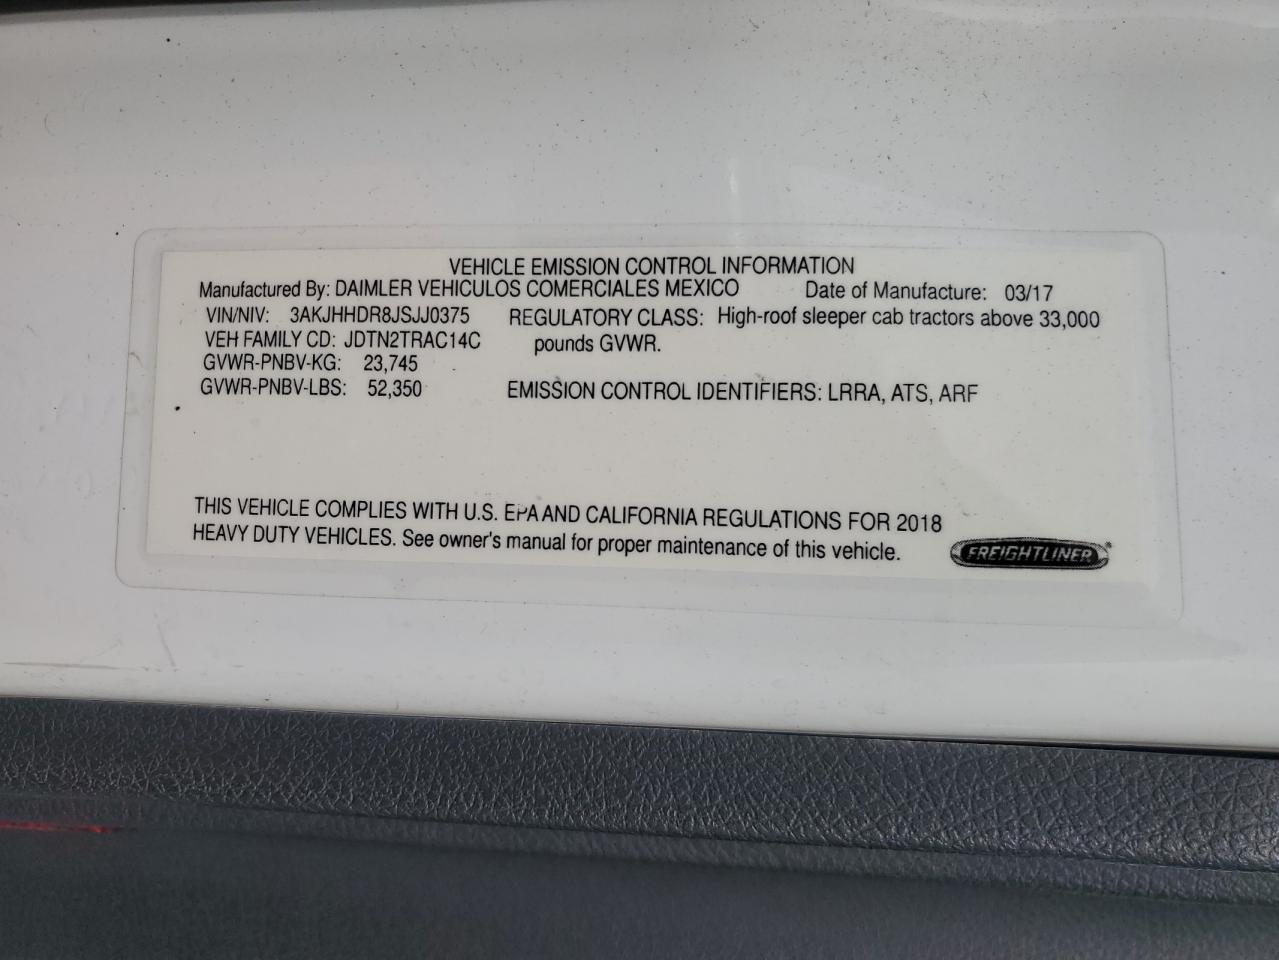 VEHICLE EMISSION CONTROL INFORMATION
Manufactured By: DAIMLER VEHICULOS COMERCIALES MEXICO Date of Manufacture: 03/17
VIN/NIV: 3AKJHHDR8JSJJ0375 REGULATORY CLASS: High-roof sleeper cab tractors above 33,000
VEH FAMILY CD: JDTN2TRAC14C pounds GVWR.
GVWR-PNBV-KG: 23,745
GVWR-PNBV-LBS: 52,350 EMISSION CONTROL IDENTIFIERS: LRRA, ATS, ARF
THIS VEHICLE COMPLIES WITH U.S. EPA AND CALIFORNIA REGULATIONS FOR 2018
HEAVY DUTY VEHICLES. See owner's manual for proper maintenance of this vehicle.
FREIGHTLINER